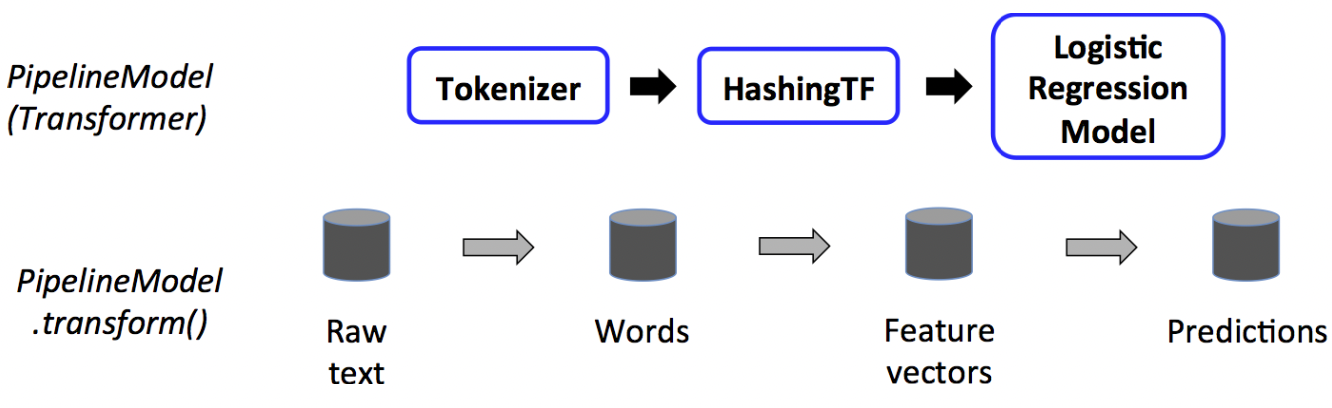 PipelineModel
(Transformer)
Tokenizer
HashingTF
Logistic
Regression
Model
PipelineModel
.transform()
Raw
text
Words
Feature
vectors
Predictions